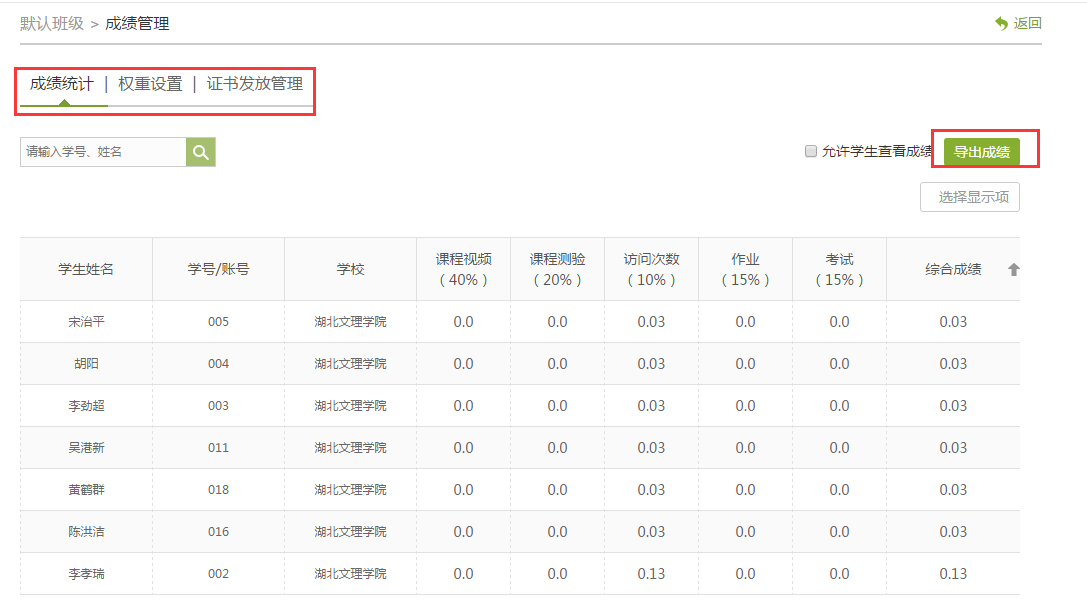 默认班级 > 成绩管理
返回
成绩统计 | 权重设置 | 证书发放管理
请输入学号、姓名
允许学生查看成绩
导出成绩
选择显示项
学生姓名 学号/账号 学校 课程视频 课程测验 访问次数 作业 考试 综合成绩
（40%） （20%） （10%） （15%） （15%）
宋治平 005 湖北文理学院 0.0 0.0 0.03 0.0 0.0 0.03
胡阳 004 湖北文理学院 0.0 0.0 0.03 0.0 0.0 0.03
李劲超 003 湖北文理学院 0.0 0.0 0.03 0.0 0.0 0.03
吴港新 011 湖北文理学院 0.0 0.0 0.03 0.0 0.0 0.03
黄鹤群 018 湖北文理学院 0.0 0.0 0.03 0.0 0.0 0.03
陈洪洁 016 湖北文理学院 0.0 0.0 0.03 0.0 0.0 0.03
李孝瑞 002 湖北文理学院 0.0 0.0 0.13 0.0 0.0 0.13